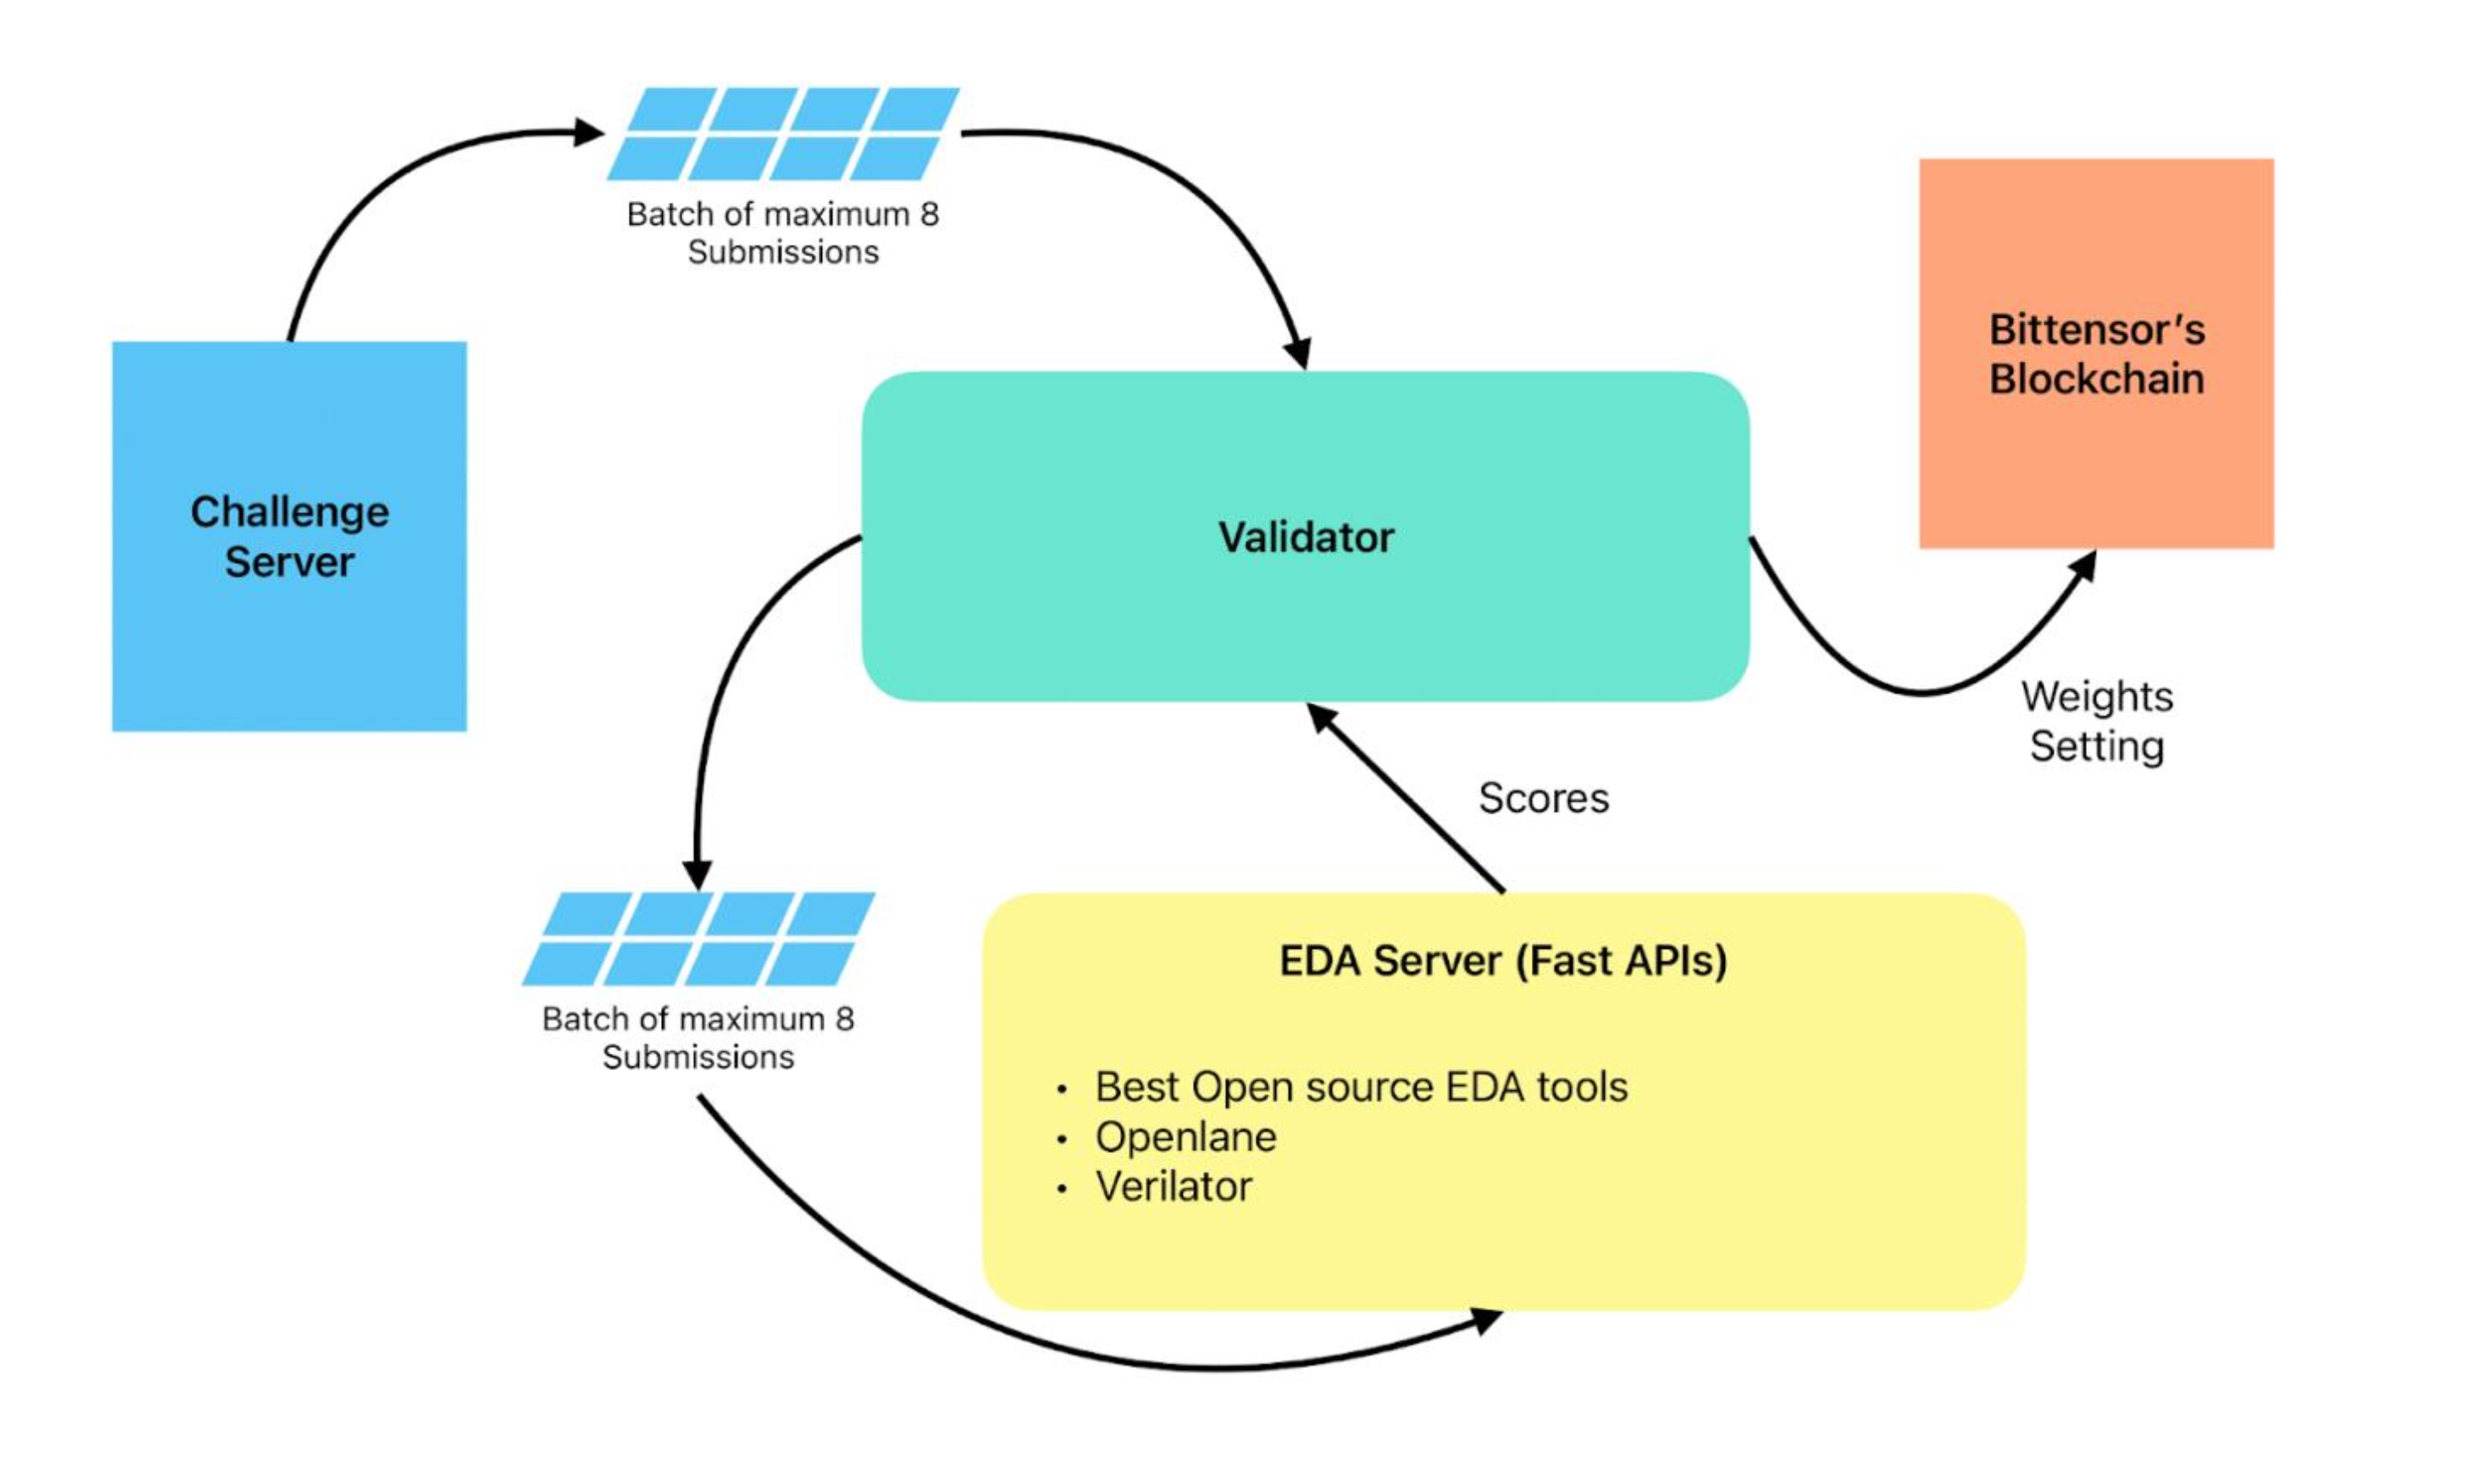 Batch of maximum 8
Submissions
Bittensor’s
Blockchain
Challenge
Server
Validator
Weights
Setting
Scores
EDA Server (Fast APIs)
• Best Open source EDA tools
• Openlane
• Verilator
Batch of maximum 8
Submissions